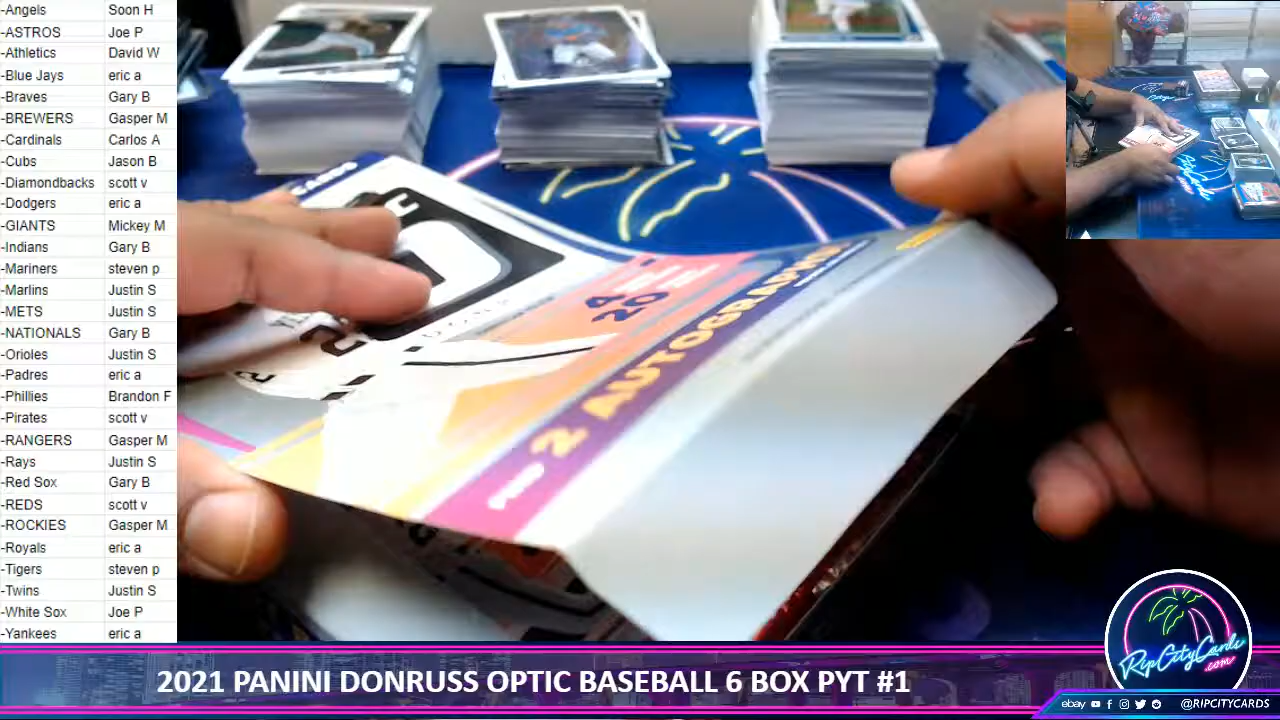 -Angels Soon H
-ASTROS Joe P
-Athletics David W
-Blue Jays eric a
-Braves Gary B
-BREWERS Gasper M
-Cardinals Carlos A
-Cubs Jason B
-Diamondbacks scott v
-Dodgers eric a
-GIANTS Mickey M
-Indians Gary B
-Mariners steven p
-Marlins Justin S
-METS Justin S
-NATIONALS Gary B
-Orioles Justin S
-Padres eric a
-Phillies Brandon F
-Pirates scott v
-RANGERS Gasper M
-Rays Justin S
-Red Sox Gary B
-REDS scott v
-ROCKIES Gasper M
-Royals eric a
-Tigers steven p
-Twins Justin S
-White Sox Joe P
-Yankees eric a
CARDS
4
20
2 AUTOGRAPHS
RipCityCards
.com
2021 PANINI DONRUSS OPTIC BASEBALL 6 BOX PYT #1
ebay @RIPCITYCARDS